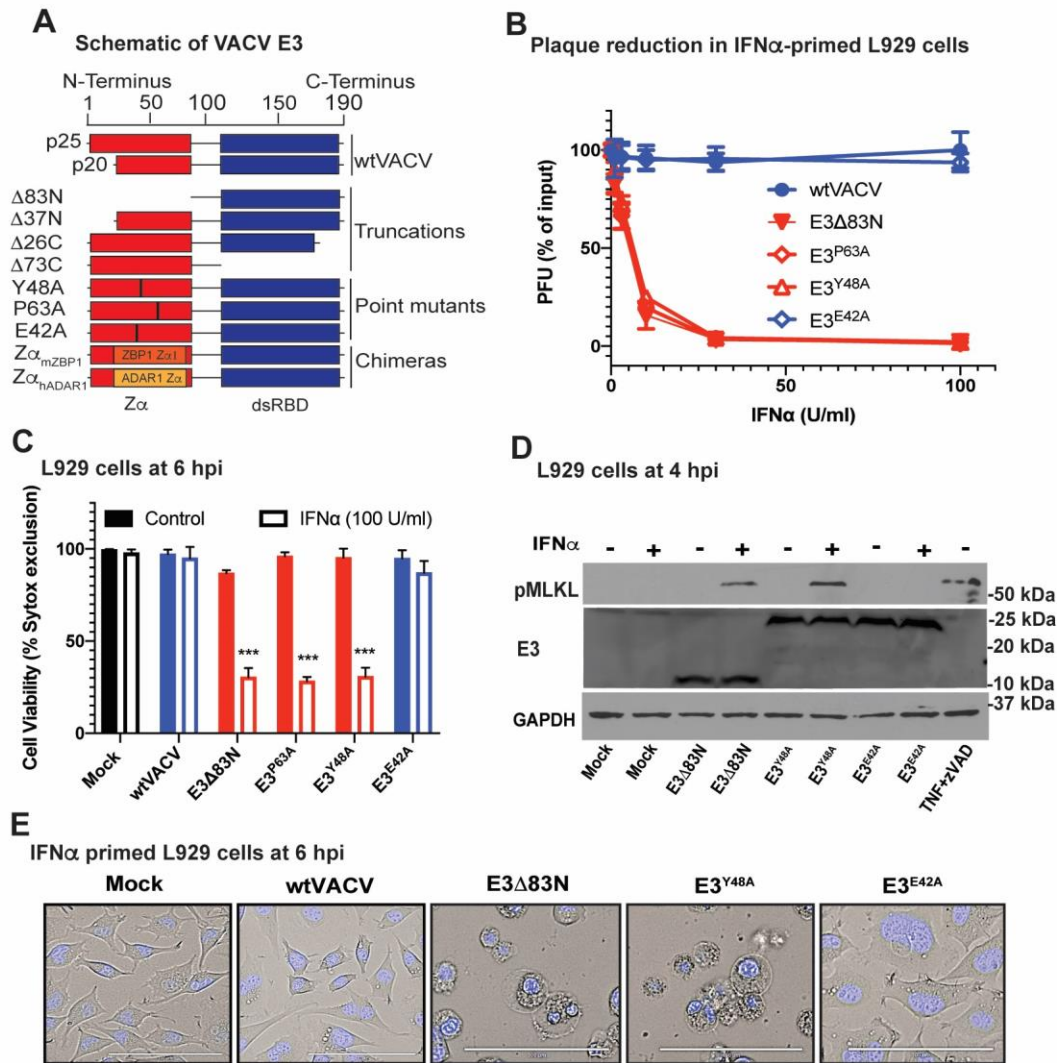 A
Schematic of VACV E3
N-Terminus C-Terminus
1 50 100 150 190
p25
p20
wtVACV
Δ83N
Δ37N
Δ26C
Δ73C
Truncations
Y48A
P63A
E42A
Point mutants
ZαmZBP1 ZBP1 ZαI
ZαhADAR1 ADAR1 Zα
Chimeras
Zα dsRBD
B
Plaque reduction in IFNα-primed L929 cells
PFU (% of input)
100
50
0
0 50 100
IFNα (U/ml)
wtVACV
E3Δ83N
E3P63A
E3Y48A
E3E42A
C
L929 cells at 6 hpi
Cell Viability (% Sytox exclusion)
Control IFNα (100 U/ml)
100
50
0
*** *** ***
Mock wtVACV E3Δ83N E3P63A E3Y48A E3E42A
D
L929 cells at 4 hpi
IFNα - + - + - + - + -
pMLKL
-50 kDa
E3
-25 kDa
-20 kDa
-10 kDa
-37 kDa
GAPDH
Mock Mock E3Δ83N E3Δ83N E3Y48A E3Y48A E3E42A E3E42A TNF+zVAD
E
IFNα primed L929 cells at 6 hpi
Mock wtVACV E3Δ83N E3Y48A E3E42A